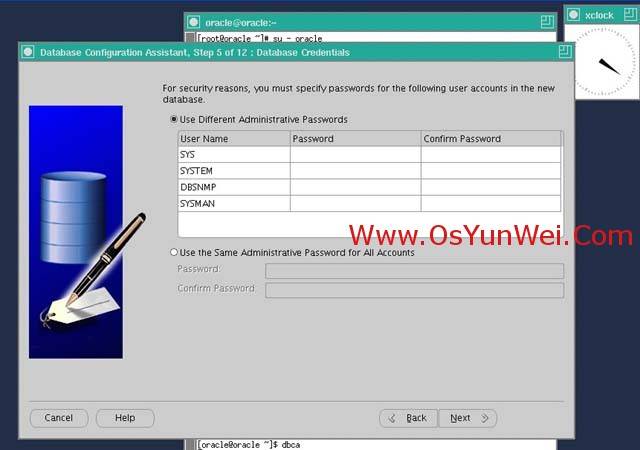 oracle@oracle:~
xclock
[root@oracle ~]# su - oracle
Database Configuration Assistant, Step 5 of 12 : Database Credentials
For security reasons, you must specify passwords for the following user accounts in the new
database.
Use Different Administrative Passwords
User Name Password Confirm Password
SYS
SYSTEM
DBSNMP
SYSMAN
Www.OsYunWei.Com
Use the Same Administrative Password for All Accounts
Password:
Confirm Password:
Cancel Help Back Next
[oracle@oracle ~]$ dbca